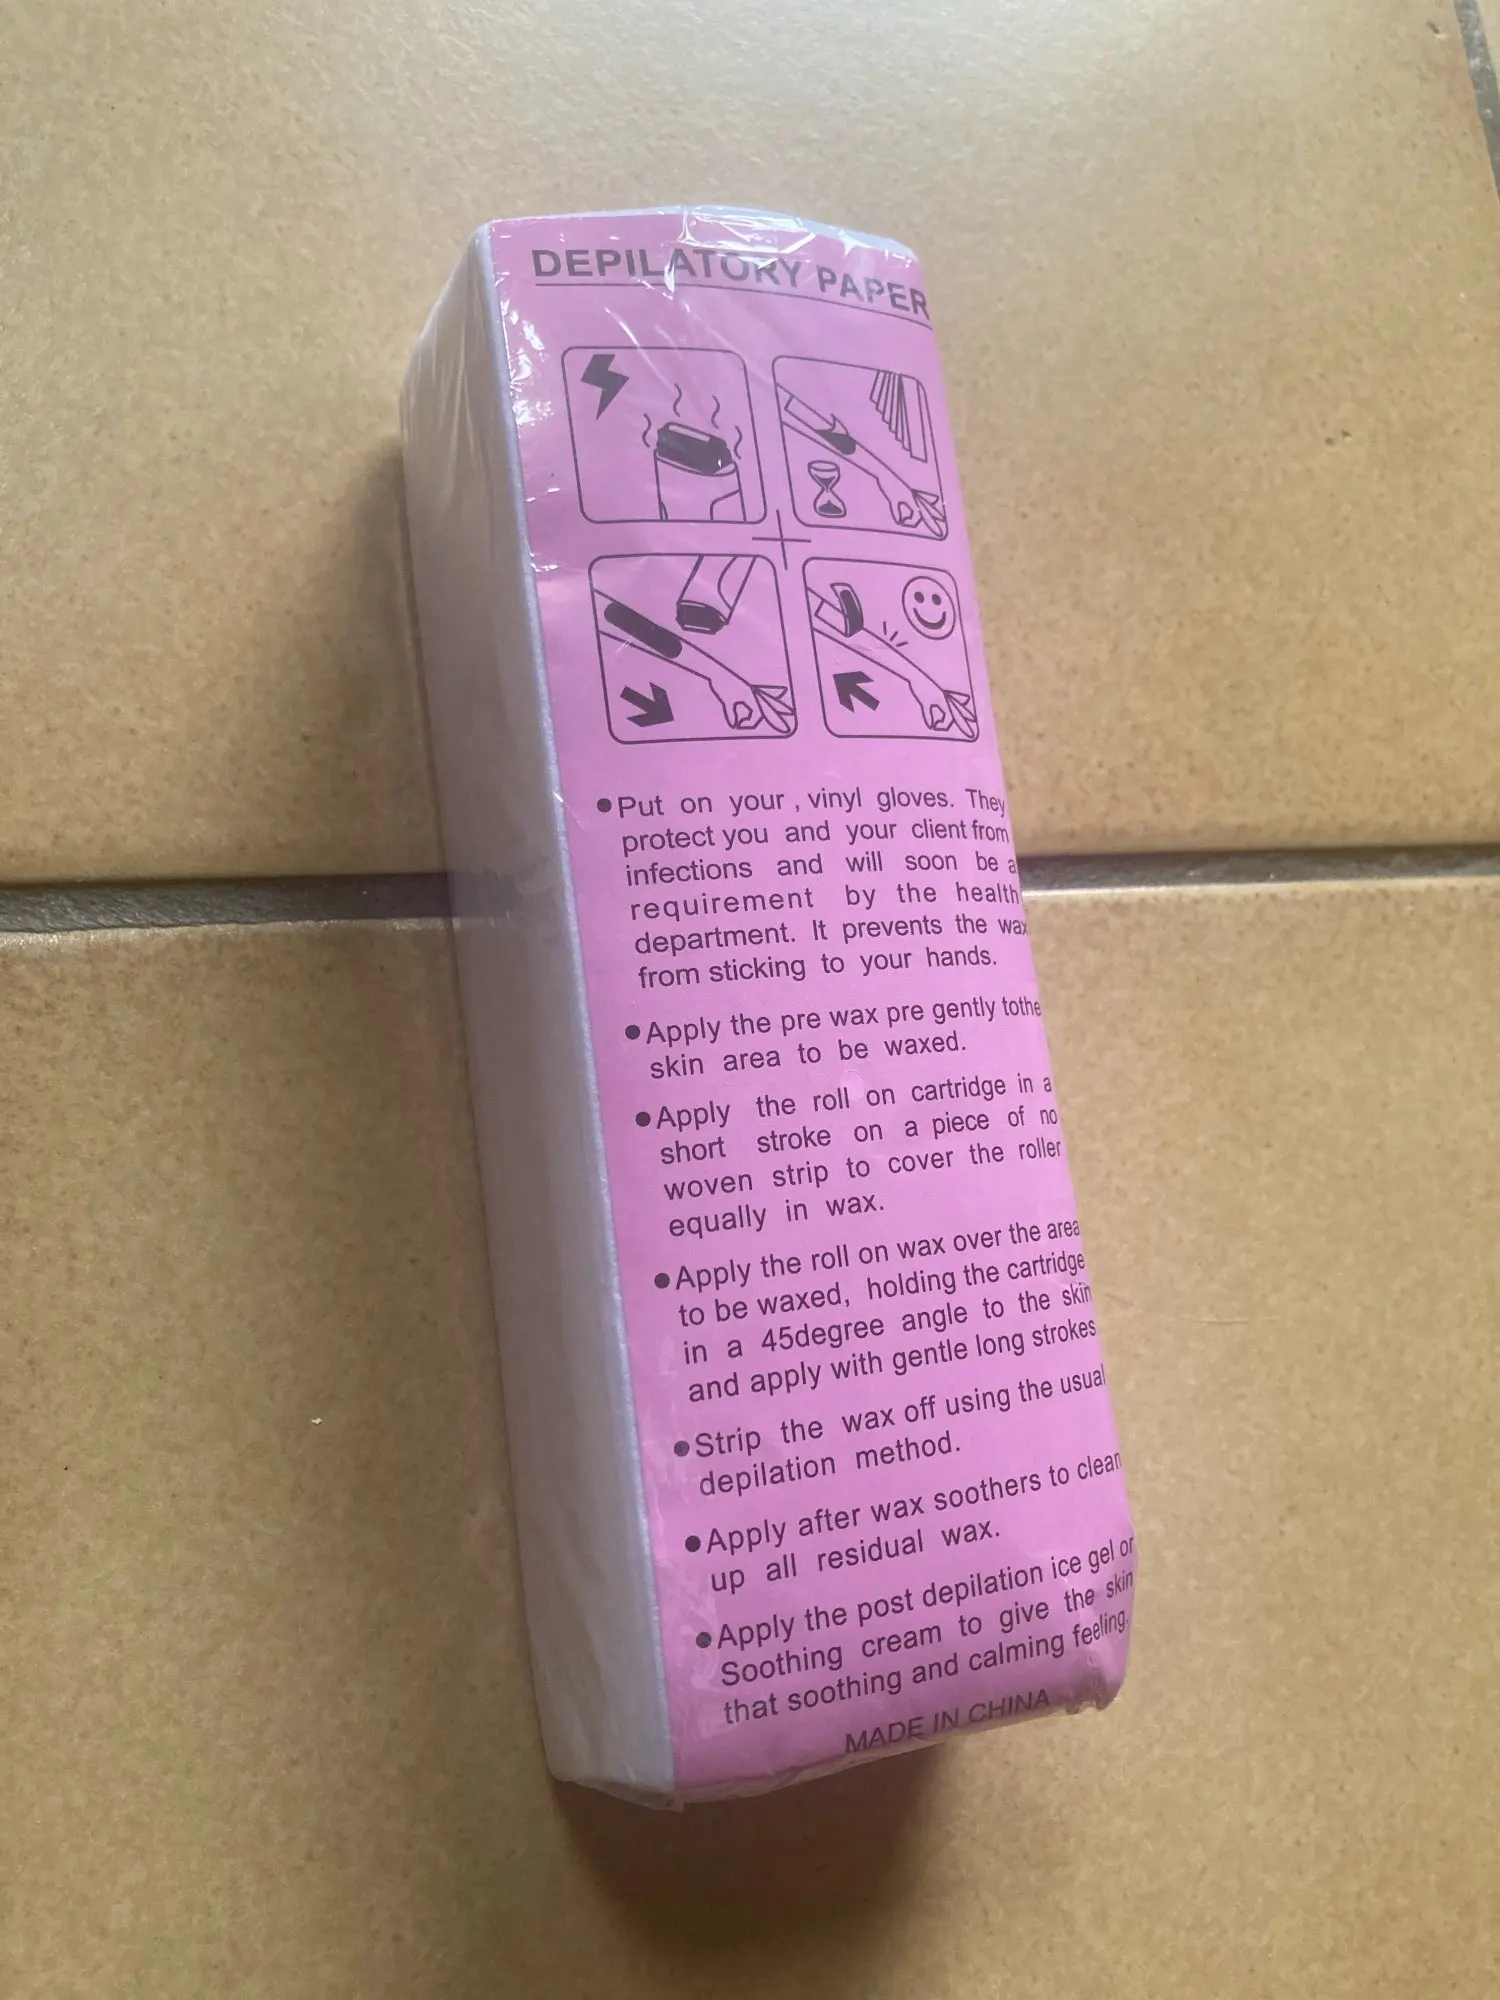 DEPILATORY PAPER
●Put on your , vinyl gloves. They
protect you and your client from
infections and will soon be a
requirement by the health
department. It prevents the wax
from sticking to your hands.
●Apply the pre wax pre gently tothe
skin area to be waxed.
●Apply the roll on cartridge in a
short stroke on a piece of no
woven strip to cover the roller
equally in wax.
●Apply the roll on wax over the area
to be waxed, holding the cartridge
in a 45degree angle to the skin
and apply with gentle long strokes
●Strip the wax off using the usual
depilation method.
●Apply after wax soothers to clean
up all residual wax.
●Apply the post depilation ice gel or
Soothing cream to give the skin
that soothing and calming feeling.
MADE IN CHINA